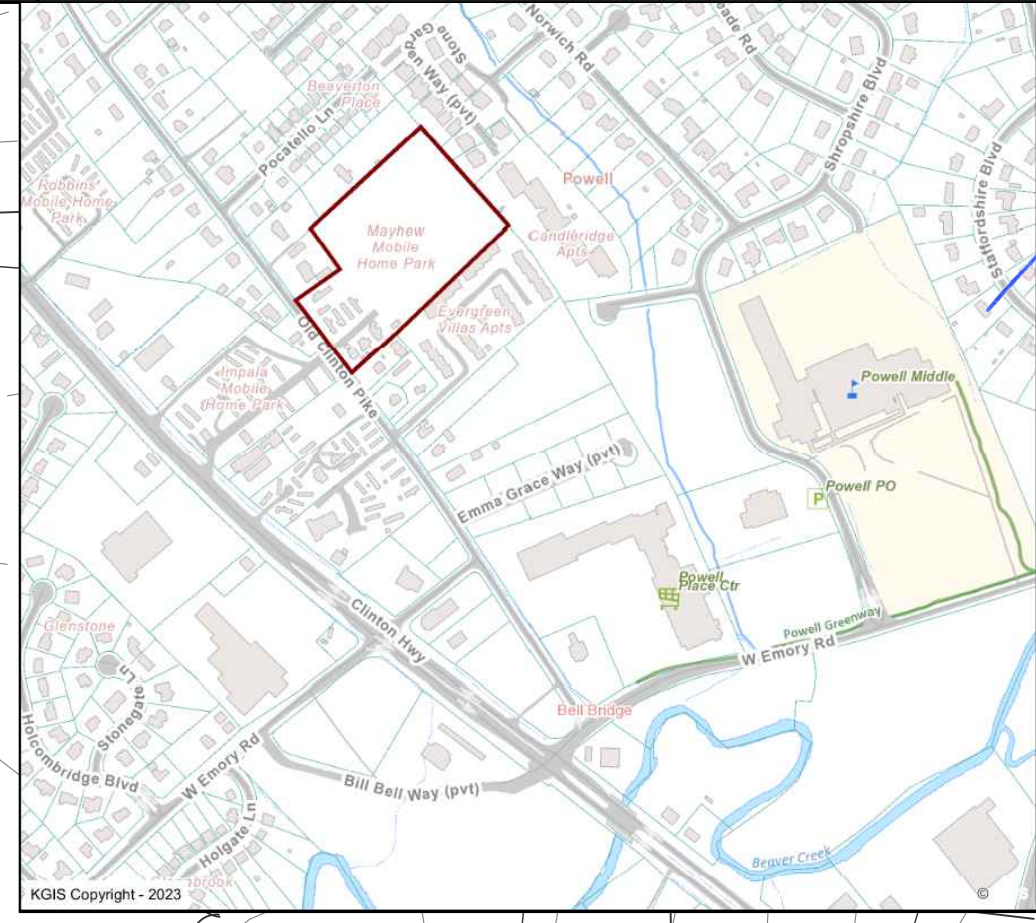 Norwich Rd
eade Rd
Stone
Garden Way (pvt)
Shropshire Blvd
Beaverton
Place
Pocatello Ln
Staffordshire Blvd
Powell
Robbins
Mobile Home
Park
Mayhew
Mobile
Home Park
Candleridge
Apts
Evergreen
Villas Apts
Old Clinton Pike
Impala
Mobile
Home Park
Powell Middle
Emma Grace Way (pvt)
P
Powell PO
Powell
Place Ctr
Clinton Hwy
Glenstone
Powell Greenway
W Emory Rd
Stonegate
Ln
Bell Bridge
Holcombridge Blvd
W Emory Rd
Bill Bell Way (pvt)
Holgate Ln
Beaver Creek
brook
KGIS Copyright - 2023
©